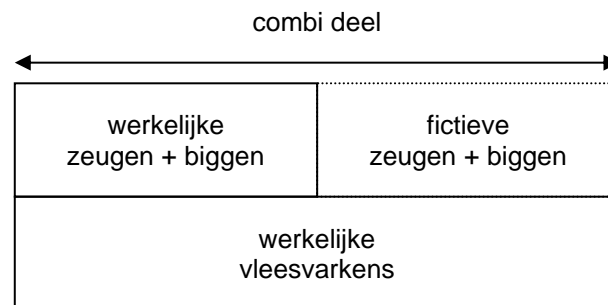 combi deel
werkelijke
zeugen + biggen
fictieve
zeugen + biggen
werkelijke
vleesvarkens